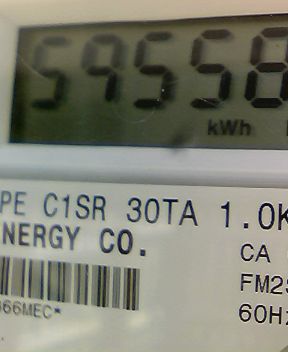 59558
kWh
PE C1SR 30TA 1.0K
NERGY CO.
CA
FM2S
60Hz
66MEC*